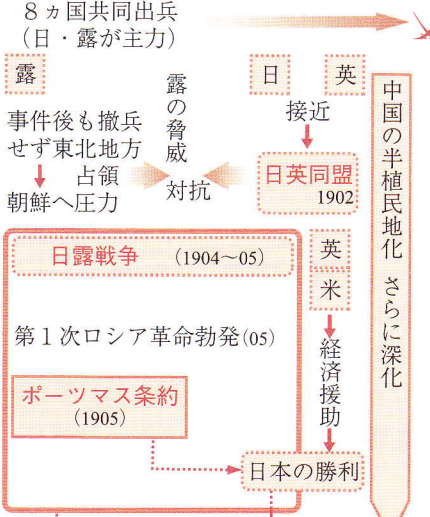 8ヵ国共同出兵
(日・露が主力)
露
事件後も撤兵
せず東北地方
占領
朝鮮へ圧力
露の脅威
対抗
日
英
接近
日英同盟
1902
中国の半植民地化 さらに深化
日露戦争 (1904〜05)
英
米
第1次ロシア革命勃発(05)
経済援助
ポーツマス条約
(1905)
日本の勝利